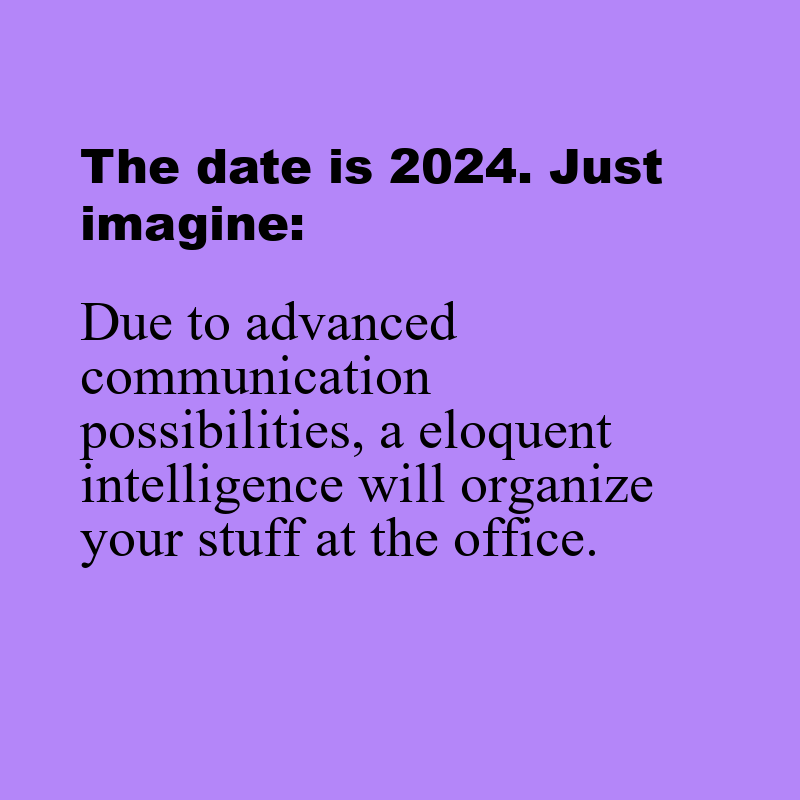 The date is 2024. Just
imagine:
Due to advanced
communication
possibilities, a eloquent
intelligence will organize
your stuff at the office.